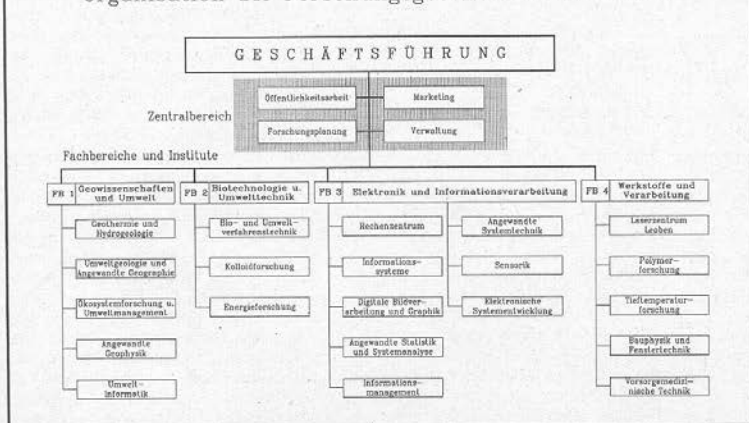 GESCHÄFTSFÜHRUNG
Öffentlichkeitsarbeit
Marketing
Zentralbereich
Forschungsplanung
Verwaltung
Fachbereiche und Institute
FB 1
Geowissenschaften
und Umwelt
FB 2
Biotechnologie u.
Umwelttechnik
FB 3
Elektronik und Informationsverarbeitung
FB 4
Werkstoffe und
Verarbeitung
Geothermie und
Hydrogeologie
Umweltgeologie und
Angewandte Geographie
Ökosystemforschung u.
Umweltmanagement
Angewandte
Geophysik
Umwelt-
Informatik
Bio- und Umwelt-
verfahrenstechnik
Kolloidforschung
Energieforschung
Rechenzentrum
Informations-
systeme
Digitale Bildver-
arbeitung und Graphik
Angewandte Statistik
und Systemanalyse
Informations-
management
Angewandte
Systemtechnik
Sensorik
Elektronische
Systementwicklung
Laserzentrum
Leoben
Polymer-
forschung
Tieftemperatur-
forschung
Bauphysik und
Fenstertechnik
Vorsorgemedizi-
nische Technik